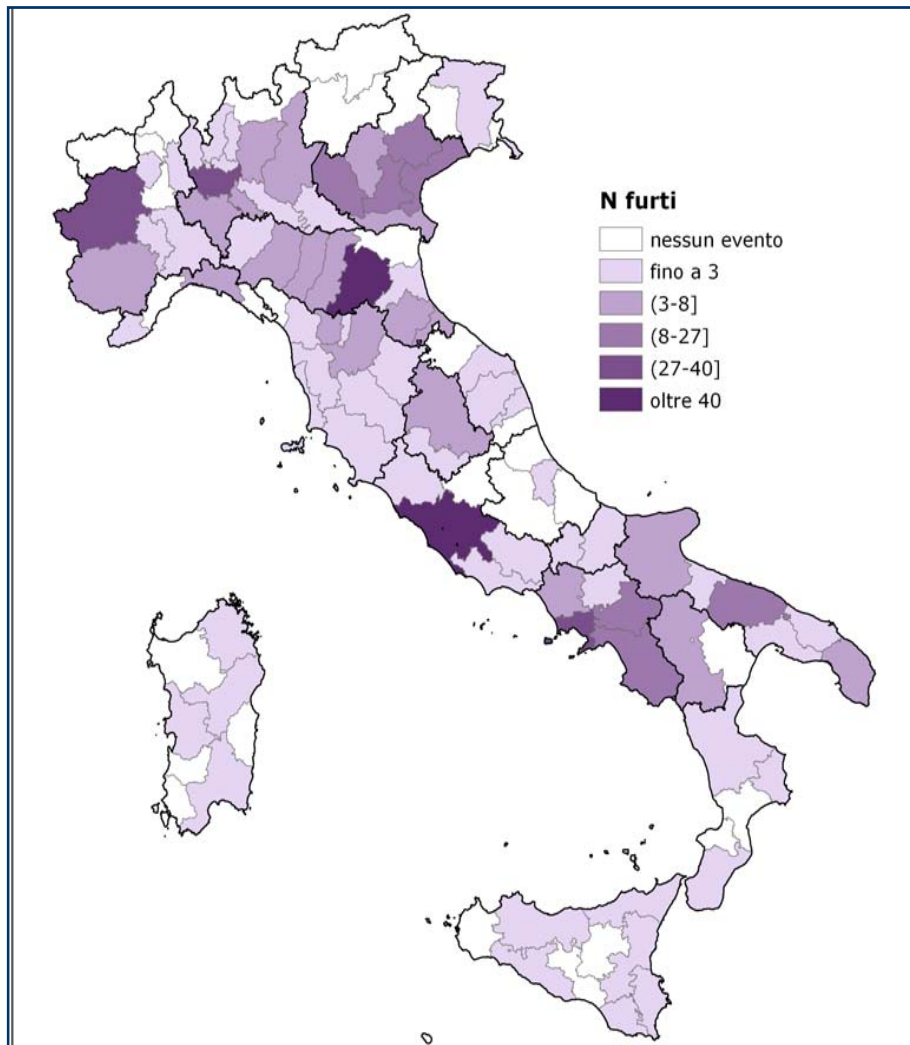 N furti
nessun evento
fino a 3
(3-8]
(8-27]
(27-40]
oltre 40